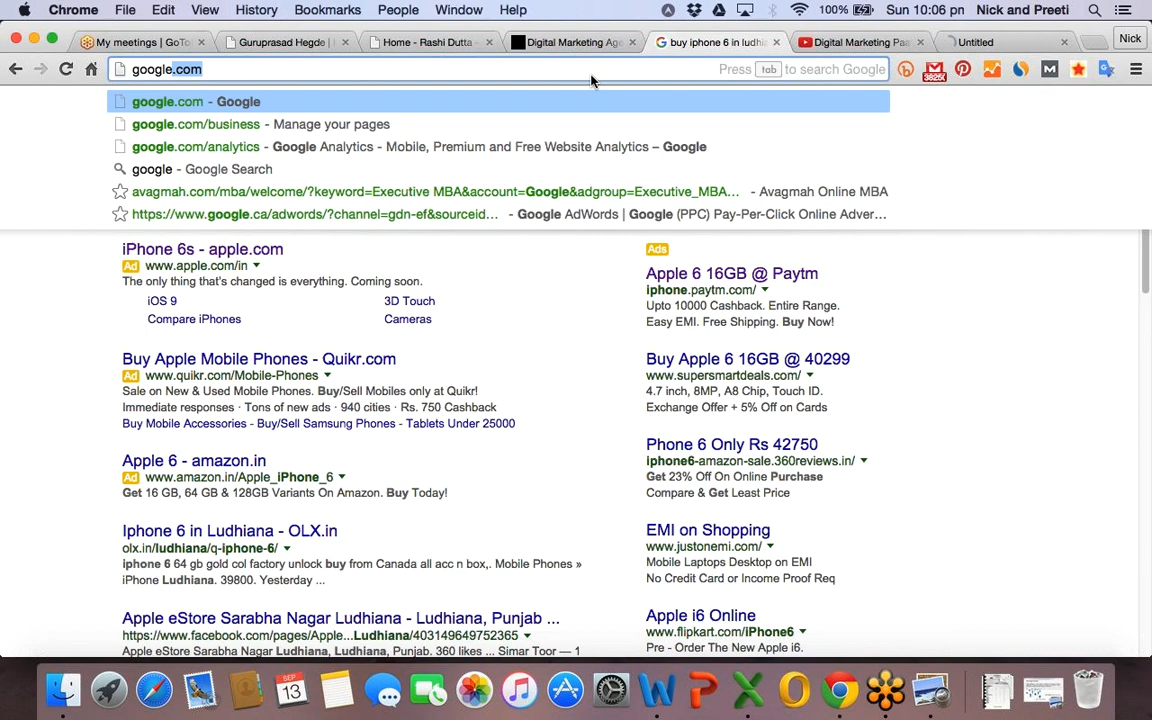 Chrome File Edit View History Bookmarks People Window Help 100% Sun 10:06 pm Nick and Preeti
My meetings | GoTo Guruprasad Hegde | Home - Rashi Dutta - Digital Marketing Age buy iphone 6 in ludh Digital Marketing Pa Untitled Nick
google.com Press tab to search Google
google.com - Google
google.com/business - Manage your pages
google.com/analytics - Google Analytics - Mobile, Premium and Free Website Analytics – Google
google - Google Search
avagmah.com/mba/welcome/?keyword=Executive MBA&account=Google&adgroup=Executive_MBA... - Avagmah Online MBA
https://www.google.ca/adwords/?channel=gdn-ef&sourceid... - Google AdWords | Google (PPC) Pay-Per-Click Online Adver...
iPhone 6s - apple.com
Ad www.apple.com/in
The only thing that's changed is everything. Coming soon.
iOS 9 3D Touch
Compare iPhones Cameras
Buy Apple Mobile Phones - Quikr.com
Ad www.quikr.com/Mobile-Phones
Sale on New & Used Mobile Phones. Buy/Sell Mobiles only at Quikr!
Immediate responses · Tons of new ads · 940 cities · Rs. 750 Cashback
Buy Mobile Accessories - Buy/Sell Samsung Phones - Tablets Under 25000
Apple 6 - amazon.in
Ad www.amazon.in/Apple_iPhone_6
Get 16 GB, 64 GB & 128GB Variants On Amazon. Buy Today!
Iphone 6 in Ludhiana - OLX.in
olx.in/ludhiana/q-iphone-6/
iphone 6 64 gb gold col factory unlock buy from Canada all acc n box,. Mobile Phones »
iPhone Ludhiana. 39800. Yesterday ...
Apple eStore Sarabha Nagar Ludhiana - Ludhiana, Punjab ...
https://www.facebook.com/pages/Apple...Ludhiana/403149649752365
Apple eStore Sarabha Nagar Ludhiana, Ludhiana, Punjab. 360 likes ... Simar Toor — 1
Ads
Apple 6 16GB @ Paytm
iphone.paytm.com/
Upto 10000 Cashback. Entire Range.
Easy EMI. Free Shipping. Buy Now!
Buy Apple 6 16GB @ 40299
www.supersmartdeals.com/
4.7 inch, 8MP, A8 Chip, Touch ID.
Exchange Offer + 5% Off on Cards
Phone 6 Only Rs 42750
iphone6-amazon-sale.360reviews.in/
Get 23% Off On Online Purchase
Compare & Get Least Price
EMI on Shopping
www.justonemi.com/
Mobile Laptops Desktop on EMI
No Credit Card or Income Proof Req
Apple i6 Online
www.flipkart.com/iPhone6
Pre - Order The New Apple i6.
SEP
13